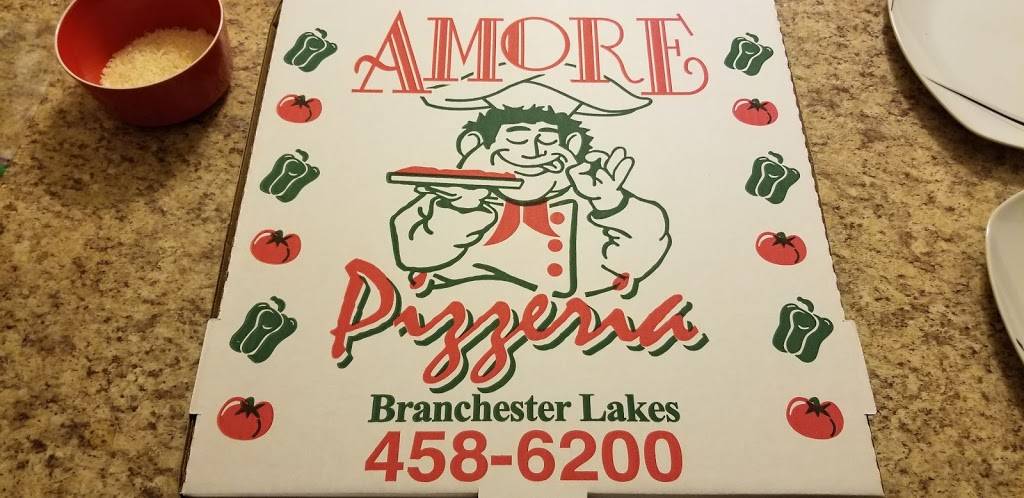 AMORE
Pizzeria
Branchester Lakes
458-6200